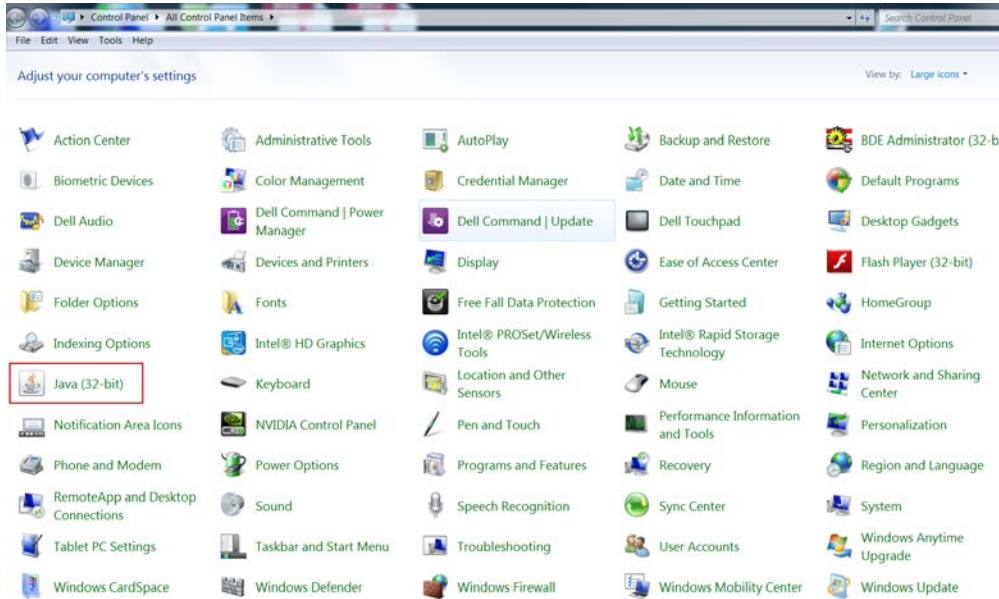 Control Panel ▸ All Control Panel Items ▸
Search Control Panel
File Edit View Tools Help
Adjust your computer's settings
View by: Large icons
Action Center
Administrative Tools
AutoPlay
Backup and Restore
BDE Administrator (32-b
Biometric Devices
Color Management
Credential Manager
Date and Time
Default Programs
Dell Audio
Dell Command | Power
Manager
Dell Command | Update
Dell Touchpad
Desktop Gadgets
Device Manager
Devices and Printers
Display
Ease of Access Center
Flash Player (32-bit)
Folder Options
Fonts
Free Fall Data Protection
Getting Started
HomeGroup
Indexing Options
Intel® HD Graphics
Intel® PROSet/Wireless
Tools
Intel® Rapid Storage
Technology
Internet Options
Java (32-bit)
Keyboard
Location and Other
Sensors
Mouse
Network and Sharing
Center
Notification Area Icons
NVIDIA Control Panel
Pen and Touch
Performance Information
and Tools
Personalization
Phone and Modem
Power Options
Programs and Features
Recovery
Region and Language
RemoteApp and Desktop
Connections
Sound
Speech Recognition
Sync Center
System
Tablet PC Settings
Taskbar and Start Menu
Troubleshooting
User Accounts
Windows Anytime
Upgrade
Windows CardSpace
Windows Defender
Windows Firewall
Windows Mobility Center
Windows Update